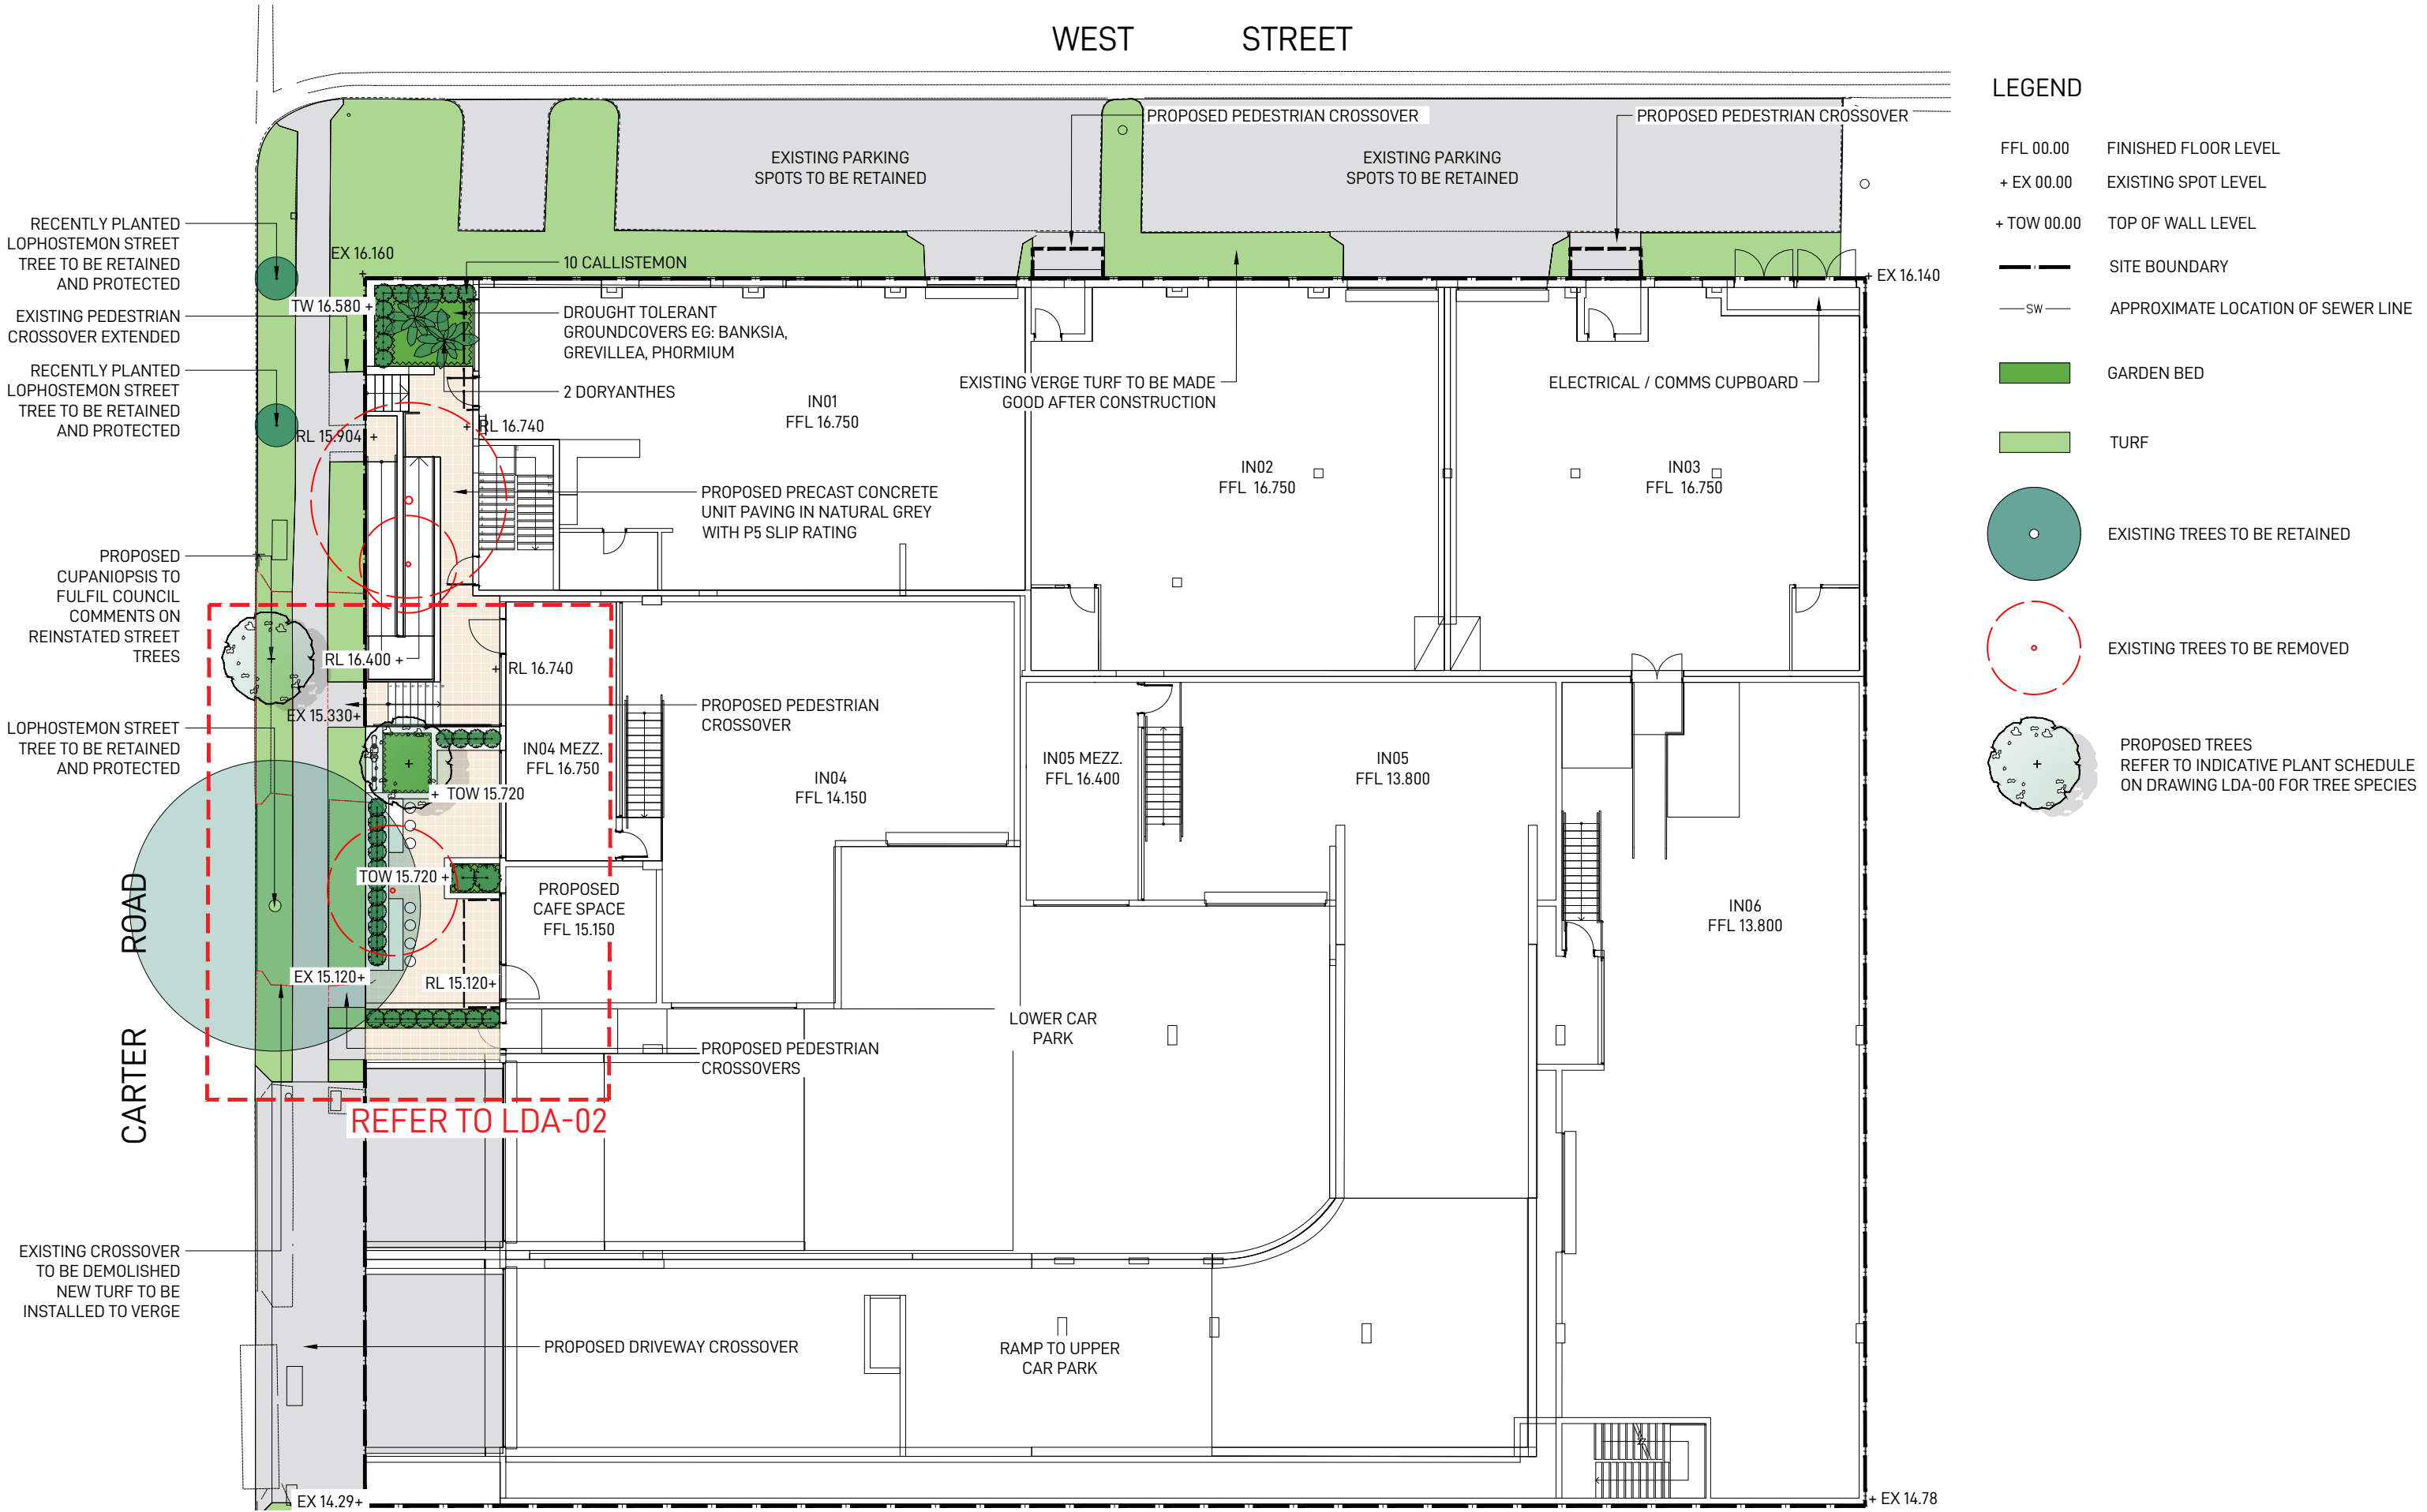 WEST STREET
PROPOSED PEDESTRIAN CROSSOVER
PROPOSED PEDESTRIAN CROSSOVER
EXISTING PARKING
SPOTS TO BE RETAINED
EXISTING PARKING
SPOTS TO BE RETAINED
RECENTLY PLANTED
LOPHOSTEMON STREET
TREE TO BE RETAINED
AND PROTECTED
EXISTING PEDESTRIAN
CROSSOVER EXTENDED
RECENTLY PLANTED
LOPHOSTEMON STREET
TREE TO BE RETAINED
AND PROTECTED
PROPOSED
CUPANIOPSIS TO
FULFIL COUNCIL
COMMENTS ON
REINSTATED STREET
TREES
LOPHOSTEMON STREET
TREE TO BE RETAINED
AND PROTECTED
CARTER ROAD
EXISTING CROSSOVER
TO BE DEMOLISHED
NEW TURF TO BE
INSTALLED TO VERGE
EX 16.160
+ EX 16.140
TW 16.580 +
10 CALLISTEMON
DROUGHT TOLERANT
GROUNDCOVERS EG: BANKSIA,
GREVILLEA, PHORMIUM
2 DORYANTHES
RL 15.904 +
+ RL 16.740
IN01
FFL 16.750
EXISTING VERGE TURF TO BE MADE
GOOD AFTER CONSTRUCTION
ELECTRICAL / COMMS CUPBOARD
IN02
FFL 16.750
IN03
FFL 16.750
PROPOSED PRECAST CONCRETE
UNIT PAVING IN NATURAL GREY
WITH P5 SLIP RATING
RL 16.400 +
+ RL 16.740
EX 15.330+
PROPOSED PEDESTRIAN
CROSSOVER
IN04 MEZZ.
FFL 16.750
IN04
FFL 14.150
IN05 MEZZ.
FFL 16.400
IN05
FFL 13.800
+ TOW 15.720
TOW 15.720 +
PROPOSED
CAFE SPACE
FFL 15.150
IN06
FFL 13.800
EX 15.120+
RL 15.120+
LOWER CAR
PARK
PROPOSED PEDESTRIAN
CROSSOVERS
REFER TO LDA-02
PROPOSED DRIVEWAY CROSSOVER
RAMP TO UPPER
CAR PARK
EX 14.29+
+ EX 14.78
LEGEND
FFL 00.00 FINISHED FLOOR LEVEL
+ EX 00.00 EXISTING SPOT LEVEL
+ TOW 00.00 TOP OF WALL LEVEL
SITE BOUNDARY
SW APPROXIMATE LOCATION OF SEWER LINE
GARDEN BED
TURF
EXISTING TREES TO BE RETAINED
EXISTING TREES TO BE REMOVED
PROPOSED TREES
REFER TO INDICATIVE PLANT SCHEDULE
ON DRAWING LDA-00 FOR TREE SPECIES